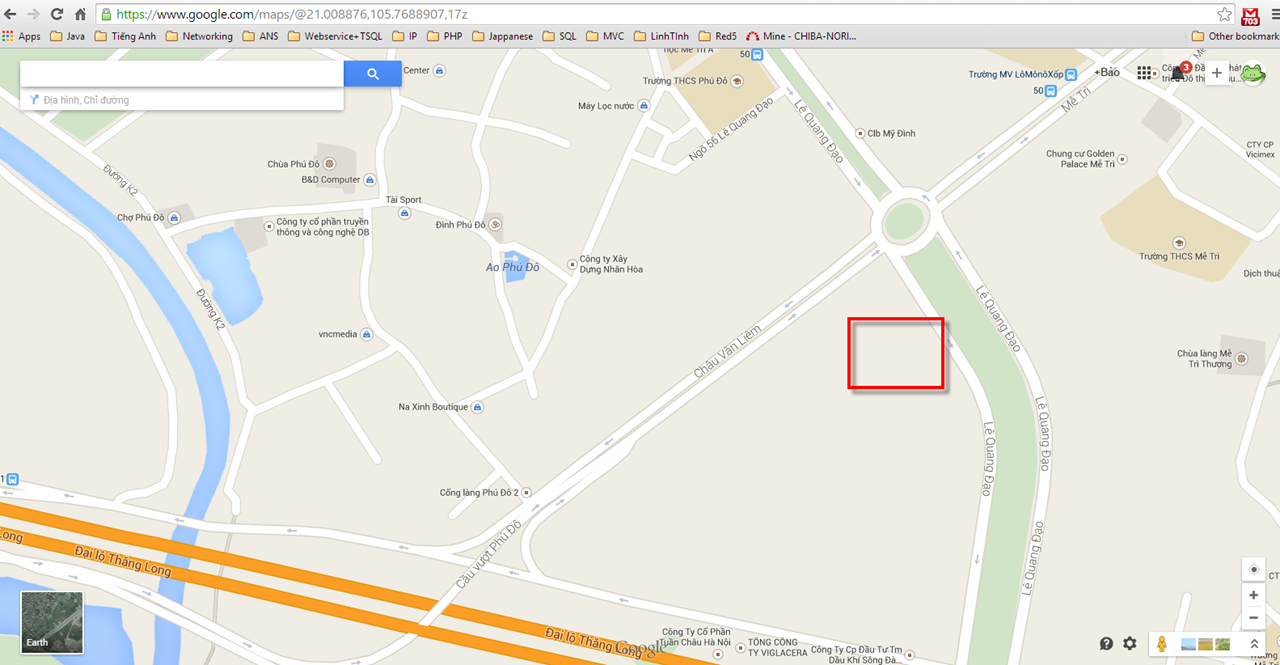 https://www.google.com/maps/@21.008876,105.7688907,17z
703
Apps Java Tiếng Anh Networking ANS Webservice+TSQL IP PHP Jappanese SQL MVC LinhTInh Red5 Mine - CHIBA-NORI... Other bookmark
50
Center
Trường THCS Phú Đô
Trường MV LômônôXốp
+Bảo
3
50
Địa hình, Chỉ đường
Máy Lọc nước
Mễ Trì
Ngõ 56 Lê Quang Đạo
Lê Quang Đạo
Clb Mỹ Đình
CTY CP
Vicimex
Chung cư Golden
Palace Mễ Trì
Chùa Phú Đô
B&D Computer
Đường K2
Tài Sport
Chợ Phú Đô
Công ty cổ phần truyền
thông và công nghệ DB
Đình Phú Đô
Trường THCS Mễ Trì
Công ty Xây
Dựng Nhân Hòa
Ao Phú Đô
Dịch thuậ
Đường K2
Lê Quang Đạo
vncmedia
Châu Văn Liêm
Chùa làng Mễ
Trì Thượng
Na Xinh Boutique
Lê Quang Đạo
Lê Quang Đạo
1
Cổng làng Phú Đô 2
Long
Đại lộ Thăng Long
Cầu vượt Phú Đô
Lê Quang Đạo
Earth
Đại lộ Thăng Long
Google
Công Ty Cổ Phần
Tuần Châu Hà Nội
TỔNG CÔNG
TY VIGLACERA
Công Ty Cp Đầu Tư Tm
Dầu Khí Sông Đà...
CT